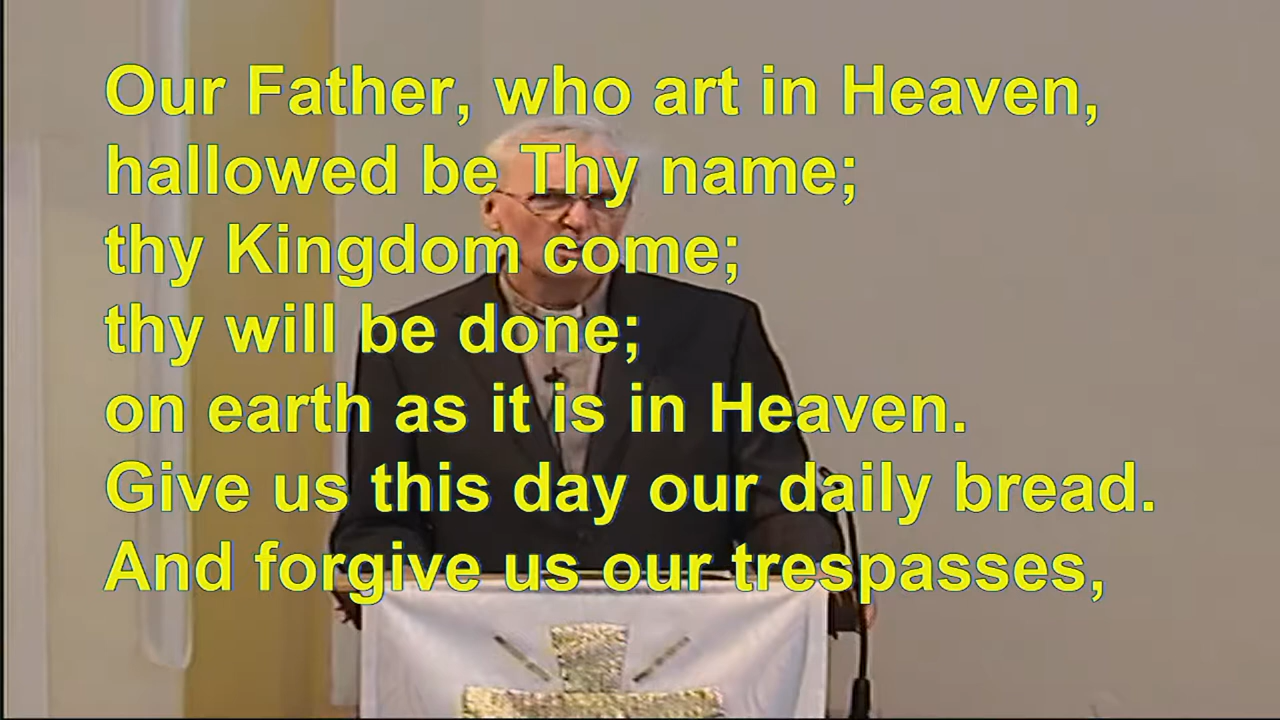 Our Father, who art in Heaven,
hallowed be Thy name;
thy Kingdom come;
thy will be done;
on earth as it is in Heaven.
Give us this day our daily bread.
And forgive us our trespasses,